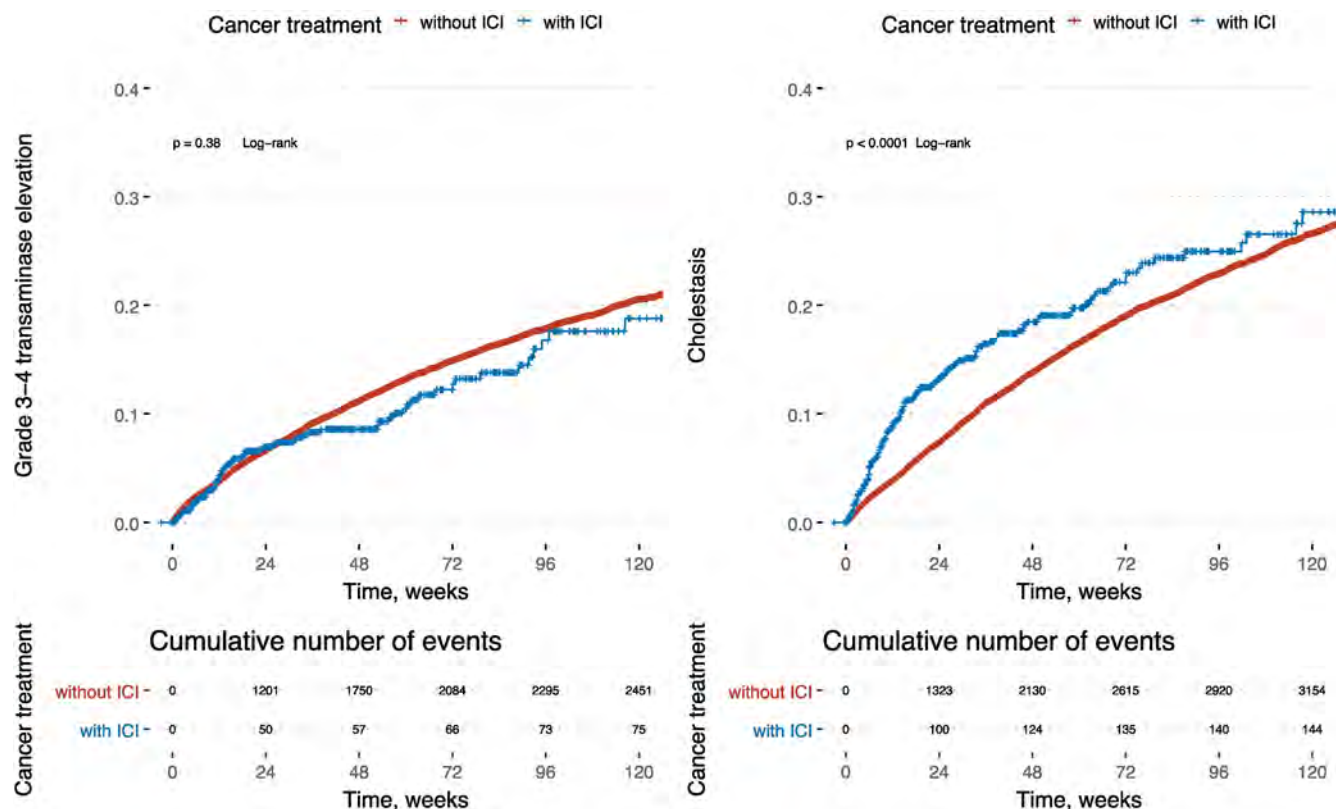 Cancer treatment without ICI with ICI
Grade 3–4 transaminase elevation
0.4
0.3
0.2
0.1
0.0
p = 0.38 Log−rank
0 24 48 72 96 120
Time, weeks
Cumulative number of events
Cancer treatment
without ICI 0 1201 1750 2084 2295 2451
with ICI 0 50 57 66 73 75
0 24 48 72 96 120
Time, weeks
Cancer treatment without ICI with ICI
Cholestasis
0.4
0.3
0.2
0.1
0.0
p < 0.0001 Log−rank
0 24 48 72 96 120
Time, weeks
Cumulative number of events
Cancer treatment
without ICI 0 1323 2130 2615 2920 3154
with ICI 0 100 124 135 140 144
0 24 48 72 96 120
Time, weeks